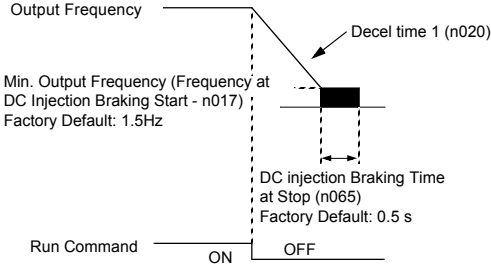 Output Frequency
Decel time 1 (n020)
Min. Output Frequency (Frequency at
DC Injection Braking Start - n017)
Factory Default: 1.5Hz
DC injection Braking Time
at Stop (n065)
Factory Default: 0.5 s
Run Command
ON
OFF